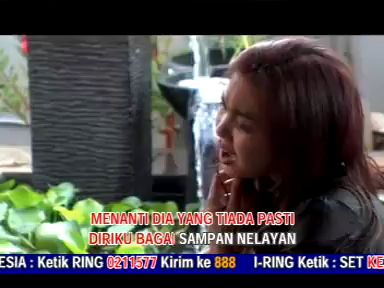 MENANTI DIA YANG TIADA PASTI
DIRIKU BAGAI SAMPAN NELAYAN
ESIA : Ketik RING 0211577 Kirim ke 888 I-RING Ketik : SET KE